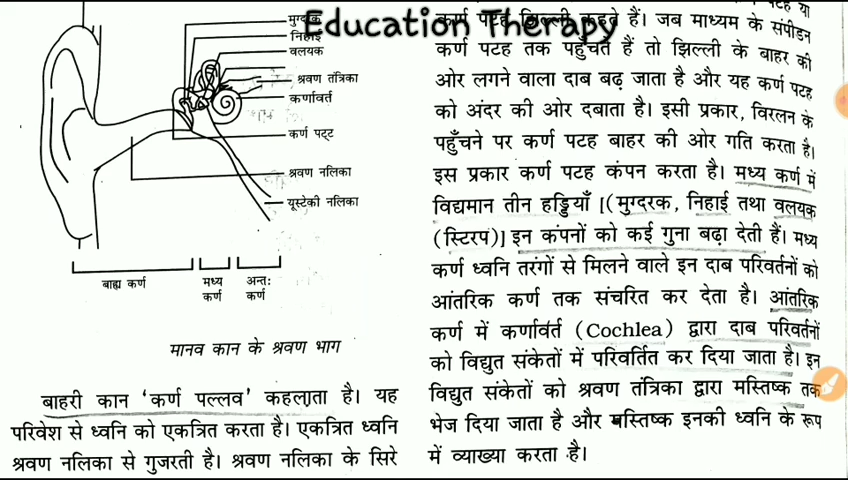 Education Therapy
मुग्दरक
निहाई
वलयक
श्रवण तंत्रिका
कर्णावर्त
कर्ण पट्ट
श्रवण नलिका
यूस्टेकी नलिका
बाह्य कर्ण
मध्य कर्ण
अन्तः कर्ण
मानव कान के श्रवण भाग
बाहरी कान ‘कर्ण पल्लव’ कहलाता है। यह
परिवेश से ध्वनि को एकत्रित करता है। एकत्रित ध्वनि
श्रवण नलिका से गुजरती है। श्रवण नलिका के सिरे
या
कर्ण पटह झिल्ली कहते हैं। जब माध्यम के संपीडन
कर्ण पटह तक पहुँचते हैं तो झिल्ली के बाहर की
ओर लगने वाला दाब बढ़ जाता है और यह कर्ण पटह
को अंदर की ओर दबाता है। इसी प्रकार, विरलन के
पहुँचने पर कर्ण पटह बाहर की ओर गति करता है।
इस प्रकार कर्ण पटह कंपन करता है। मध्य कर्ण में
विद्यमान तीन हड्डियाँ [(मुग्दरक, निहाई तथा वलयक
(स्टिरप)] इन कंपनों को कई गुना बढ़ा देती हैं। मध्य
कर्ण ध्वनि तरंगों से मिलने वाले इन दाब परिवर्तनों को
आंतरिक कर्ण तक संचरित कर देता है। आंतरिक
कर्ण में कर्णावर्त (Cochlea) द्वारा दाब परिवर्तनों
को विद्युत संकेतों में परिवर्तित कर दिया जाता है। इन
विद्युत संकेतों को श्रवण तंत्रिका द्वारा मस्तिष्क तक
भेज दिया जाता है और मस्तिष्क इनकी ध्वनि के रूप
में व्याख्या करता है।